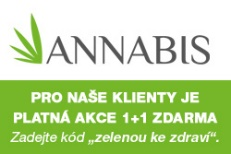 ANNABIS
PRO NAŠE KLIENTY JE
PLATNÁ AKCE 1+1 ZDARMA
Zadejte kód „zelenou ke zdraví“.